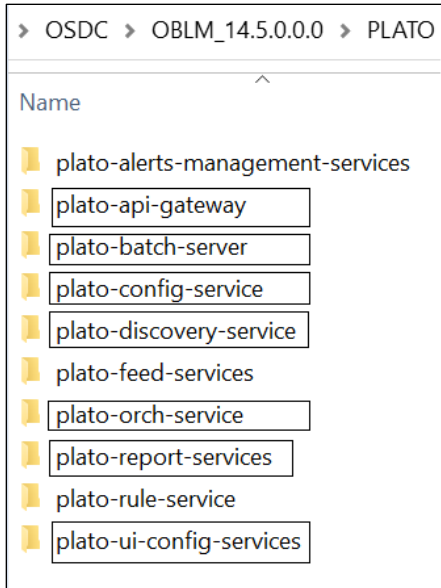 > OSDC > OBLM_14.5.0.0.0 > PLATO
Name
plato-alerts-management-services
plato-api-gateway
plato-batch-server
plato-config-service
plato-discovery-service
plato-feed-services
plato-orch-service
plato-report-services
plato-rule-service
plato-ui-config-services